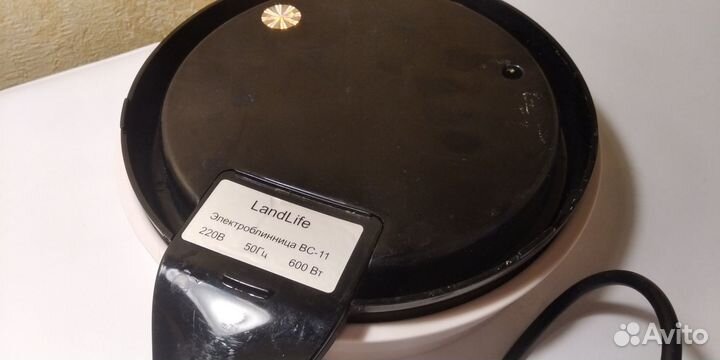 LandLife
Электроблинница ВС-11
220В 50Гц 600 Вт
Avito